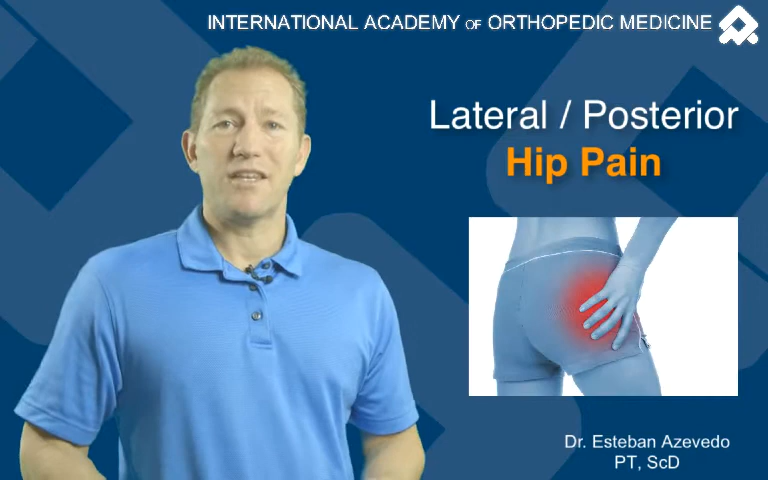 INTERNATIONAL ACADEMY OF ORTHOPEDIC MEDICINE
Lateral / Posterior
Hip Pain
Dr. Esteban Azevedo
PT, ScD